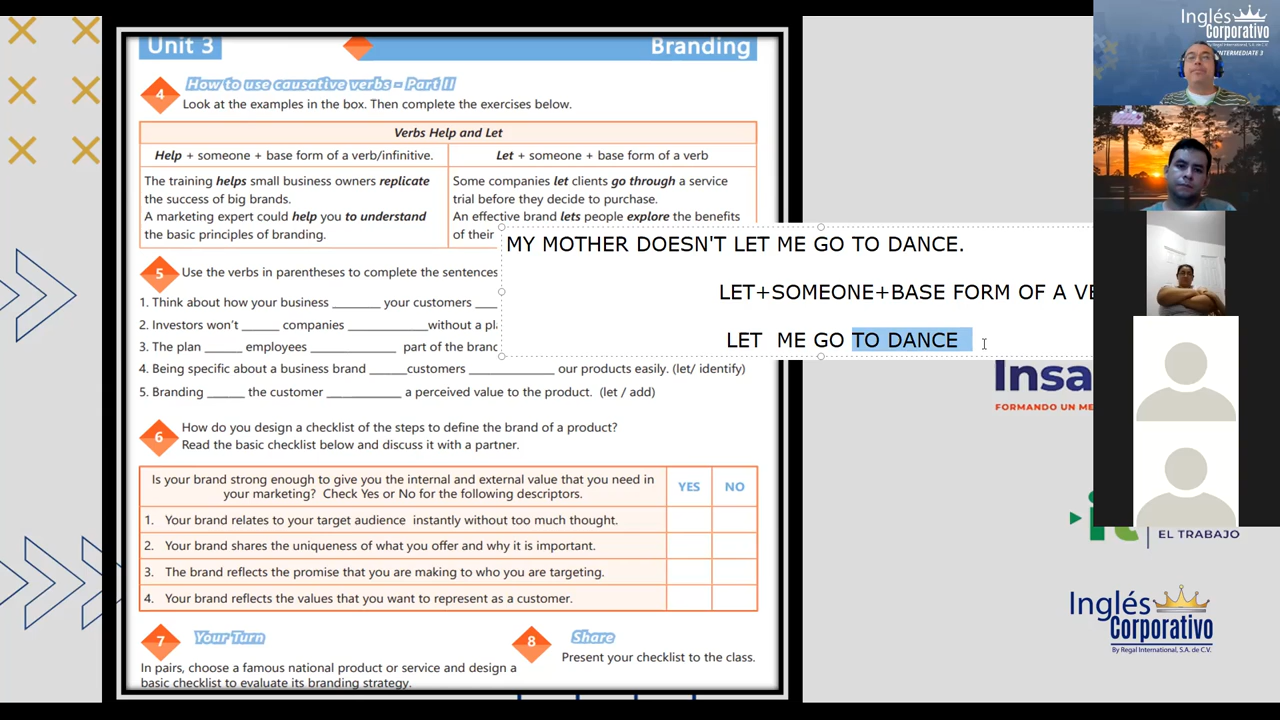 Unit 3
Branding
4
How to use causative verbs - Part II
Look at the examples in the box. Then complete the exercises below.
Verbs Help and Let
Help + someone + base form of a verb/infinitive.
Let + someone + base form of a verb
The training helps small business owners replicate
the success of big brands.
A marketing expert could help you to understand
the basic principles of branding.
Some companies let clients go through a service
trial before they decide to purchase.
An effective brand lets people explore the benefits
of their
MY MOTHER DOESN'T LET ME GO TO DANCE.
LET+SOMEONE+BASE FORM OF A VE
LET ME GO TO DANCE
5
Use the verbs in parentheses to complete the sentences
1. Think about how your business ________ your customers ____
2. Investors won't ______ companies _____________without a pl
3. The plan ______ employees ______________ part of the branc
4. Being specific about a business brand ______customers ______________ our products easily. (let/ identify)
5. Branding ______ the customer ____________ a perceived value to the product. (let / add)
6
How do you design a checklist of the steps to define the brand of a product?
Read the basic checklist below and discuss it with a partner.
Is your brand strong enough to give you the internal and external value that you need in
your marketing? Check Yes or No for the following descriptors.
YES
NO
1. Your brand relates to your target audience instantly without too much thought.
2. Your brand shares the uniqueness of what you offer and why it is important.
3. The brand reflects the promise that you are making to who you are targeting.
4. Your brand reflects the values that you want to represent as a customer.
7
Your Turn
In pairs, choose a famous national product or service and design a
basic checklist to evaluate its branding strategy.
8
Share
Present your checklist to the class.
Inglés
Corporativo
By Regal International, S.A. de C.V.
INTERMEDIATE 3
Insa
FORMANDO UN ME
EL TRABAJO
Inglés
Corporativo
By Regal International, S.A. de C.V.